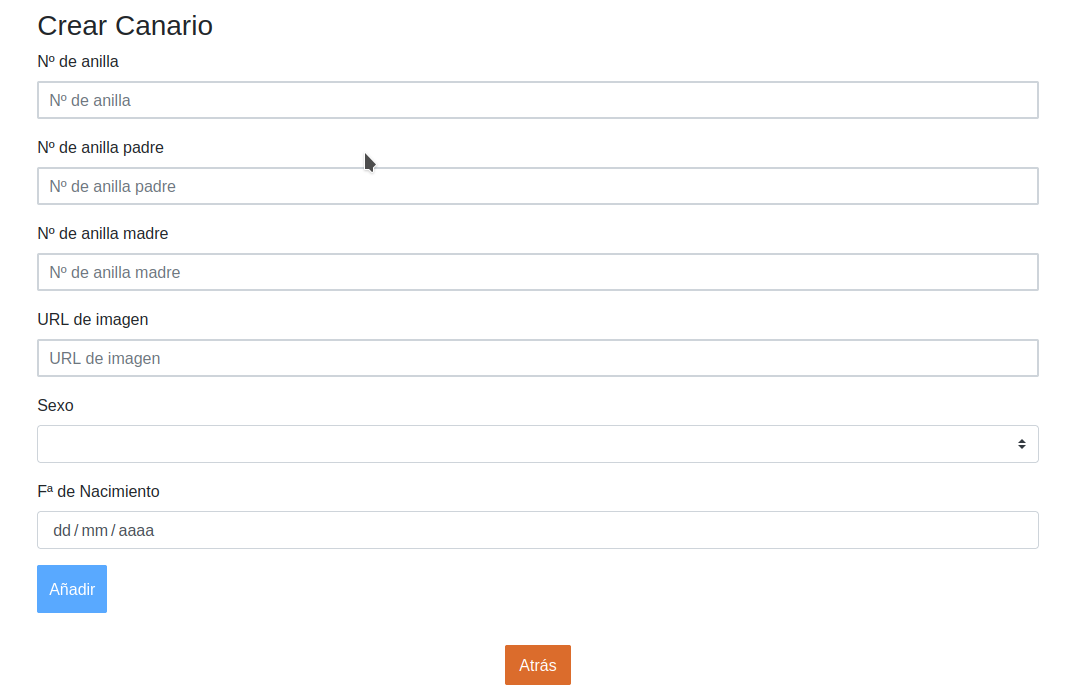 Crear Canario
Nº de anilla
Nº de anilla
Nº de anilla padre
Nº de anilla padre
Nº de anilla madre
Nº de anilla madre
URL de imagen
URL de imagen
Sexo
Fª de Nacimiento
dd/mm/aaaa
Añadir
Atrás